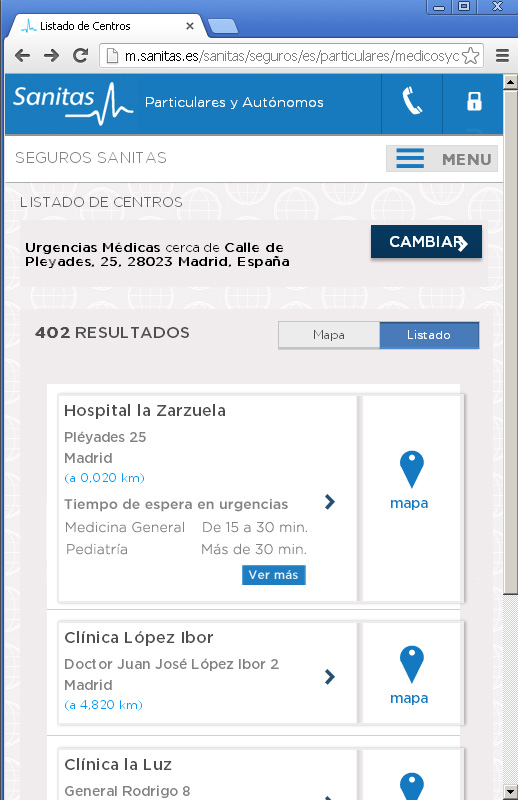 Listado de Centros
m.sanitas.es/sanitas/seguros/es/particulares/medicosyc
Sanitas Particulares y Autónomos
SEGUROS SANITAS MENU
LISTADO DE CENTROS
Urgencias Médicas cerca de Calle de
Pleyades, 25, 28023 Madrid, España
CAMBIAR
402 RESULTADOS
Mapa Listado
Hospital la Zarzuela
Pléyades 25
Madrid
(a 0.020 km)
Tiempo de espera en urgencias
Medicina General De 15 a 30 min.
Pediatría Más de 30 min.
Ver más
mapa
Clínica López Ibor
Doctor Juan José López Ibor 2
Madrid
(a 4.820 km)
mapa
Clínica la Luz
General Rodrigo 8